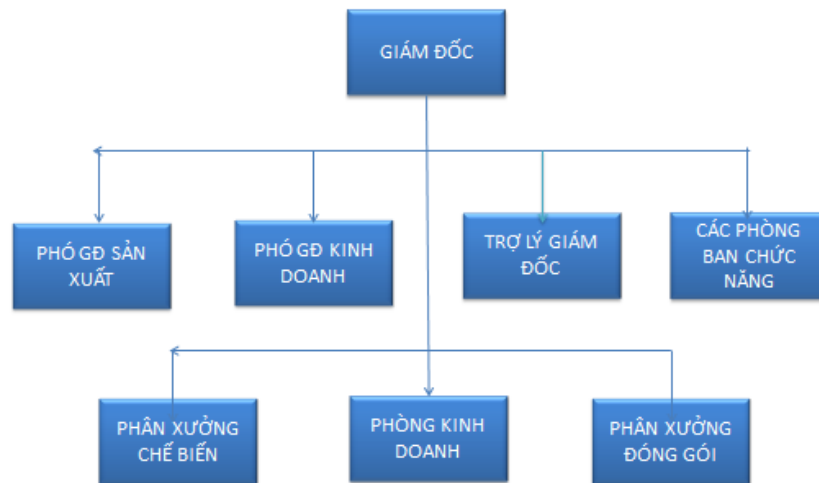 GIÁM ĐỐC
PHÓ GĐ SẢN
XUẤT
PHÓ GĐ KINH
DOANH
TRỢ LÝ GIÁM
ĐỐC
CÁC PHÒNG
BAN CHỨC
NĂNG
PHÂN XƯỞNG
CHẾ BIẾN
PHÒNG KINH
DOANH
PHÂN XƯỞNG
ĐÓNG GÓI